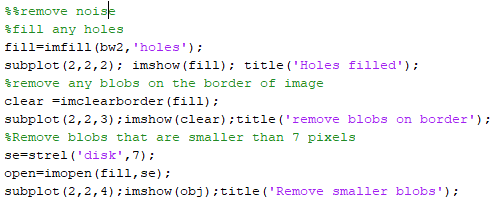 %%remove noise
%fill any holes
fill=imfill(bw2,'holes');
subplot(2,2,2); imshow(fill); title('Holes filled');
%remove any blobs on the border of image
clear =imclearborder(fill);
subplot(2,2,3);imshow(clear);title('remove blobs on border');
%Remove blobs that are smaller than 7 pixels
se=strel('disk',7);
open=imopen(fill,se);
subplot(2,2,4);imshow(obj);title('Remove smaller blobs');